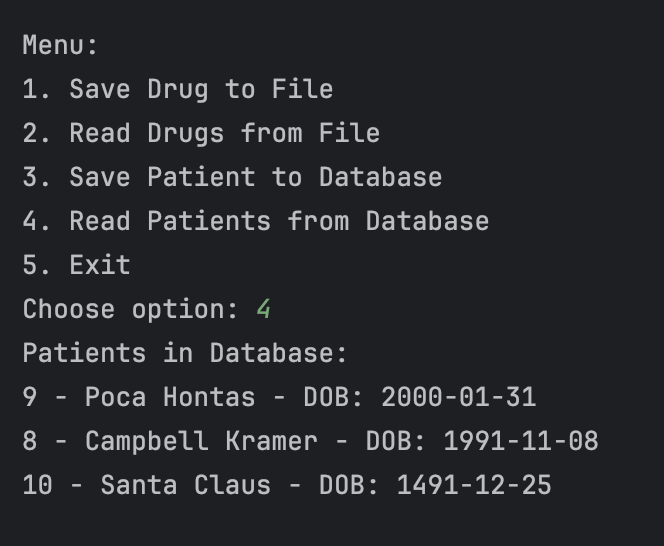 Menu:
1. Save Drug to File
2. Read Drugs from File
3. Save Patient to Database
4. Read Patients from Database
5. Exit
Choose option: 4
Patients in Database:
9 - Poca Hontas - DOB: 2000-01-31
8 - Campbell Kramer - DOB: 1991-11-08
10 - Santa Claus - DOB: 1491-12-25